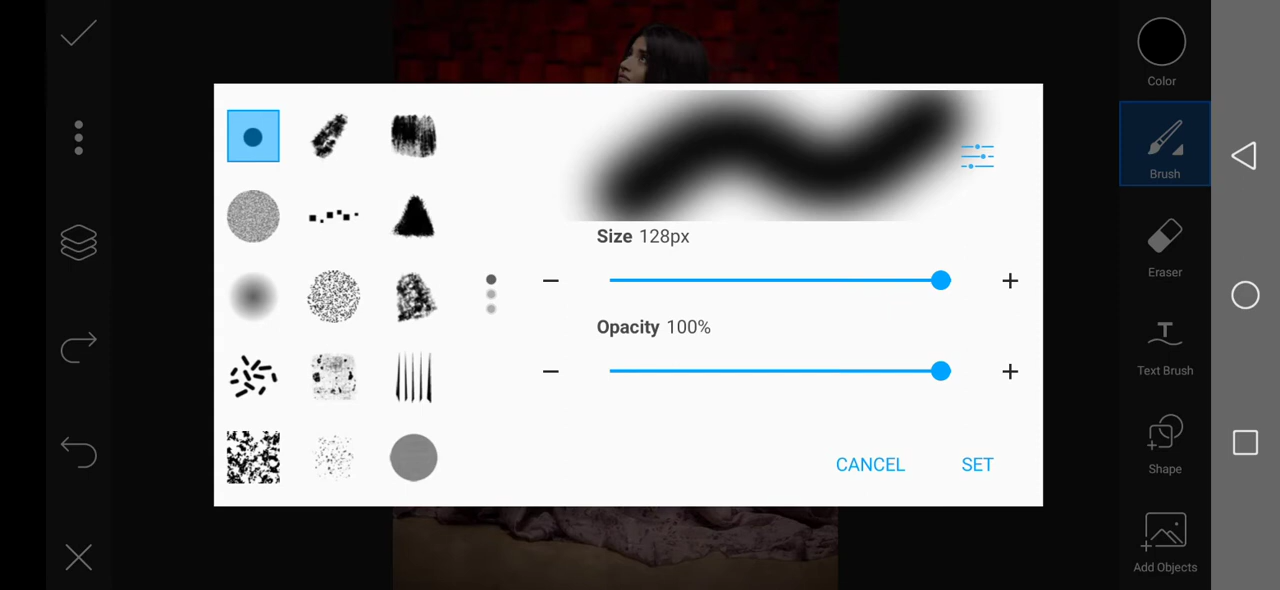 Size 128px
Opacity 100%
CANCEL SET
Color
Brush
Eraser
Text Brush
Shape
Add Objects